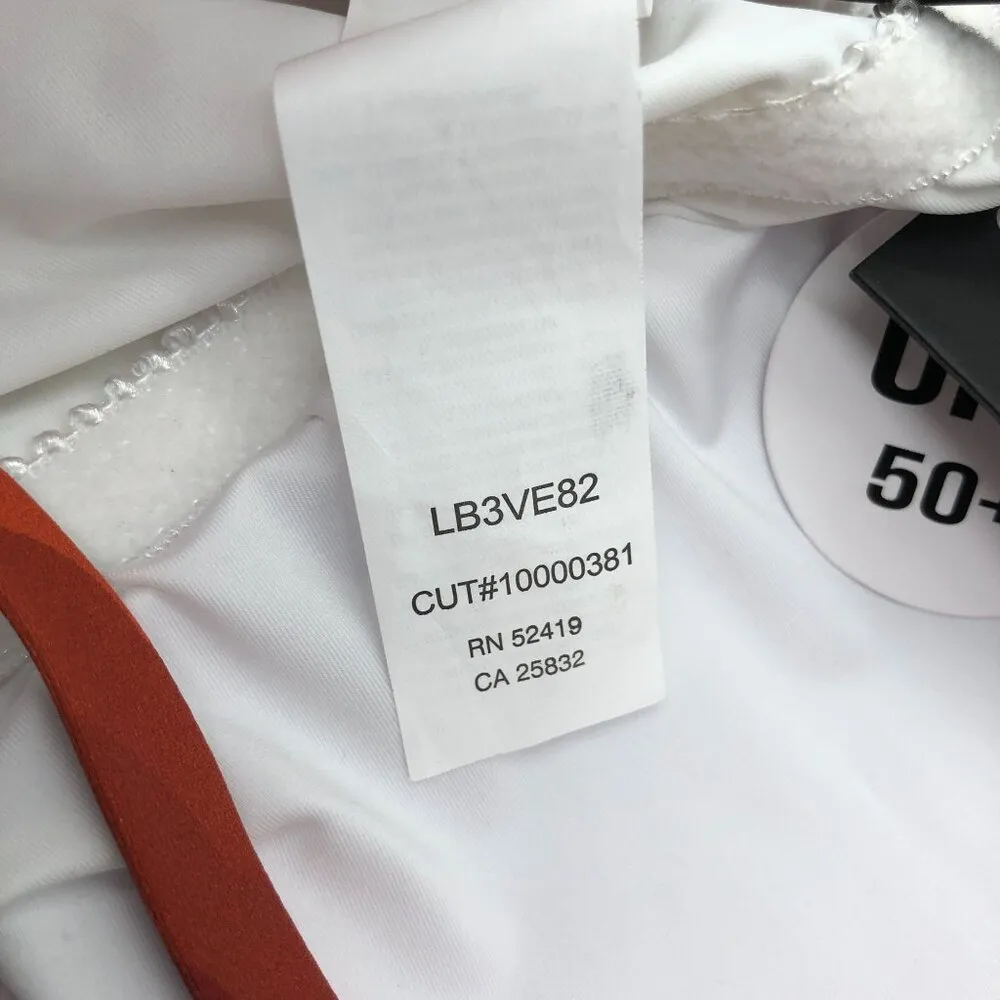 LB3VE82
CUT#10000381
RN 52419
CA 25832
50+